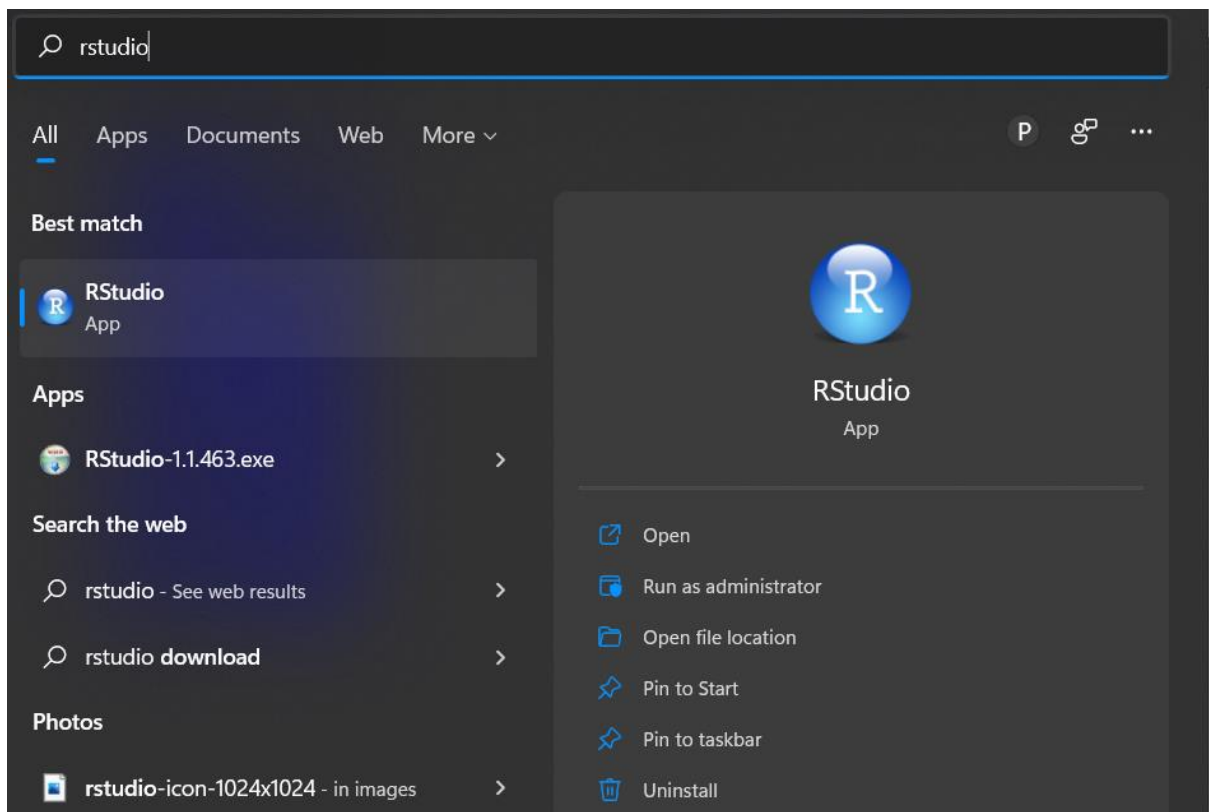 rstudio
All Apps Documents Web More
P
Best match
R
RStudio
App
Apps
RStudio-1.1.463.exe
Search the web
rstudio - See web results
rstudio download
Photos
rstudio-icon-1024x1024 - in images
R
RStudio
App
Open
Run as administrator
Open file location
Pin to Start
Pin to taskbar
Uninstall